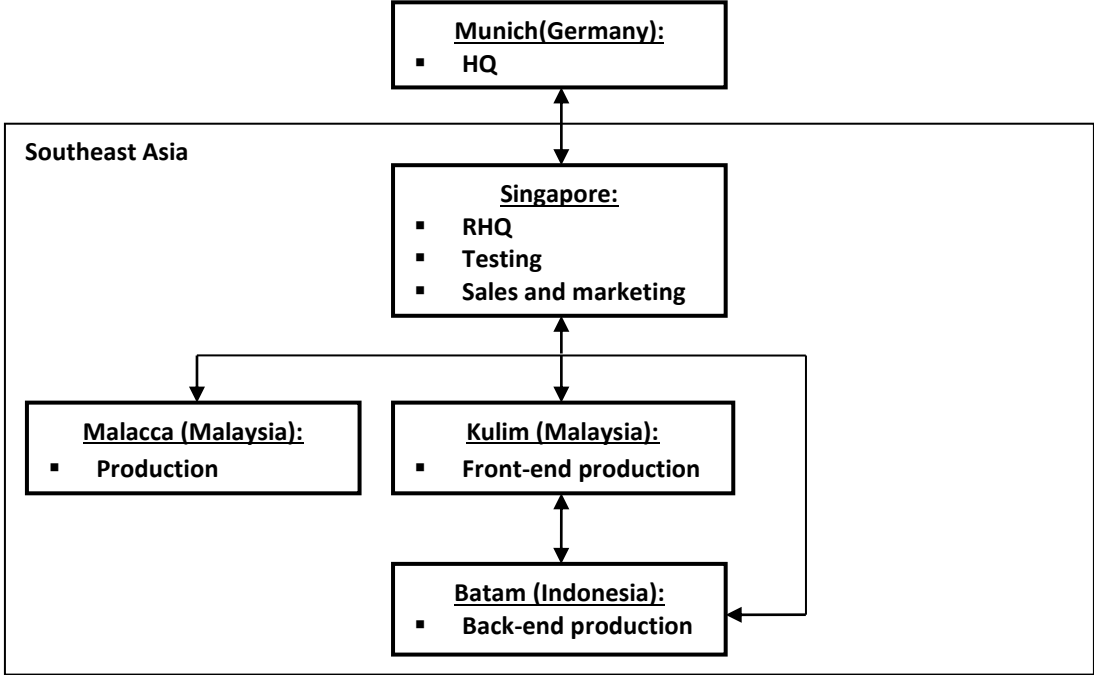 Munich(Germany):
▪ HQ
Southeast Asia
Singapore:
▪ RHQ
▪ Testing
▪ Sales and marketing
Malacca (Malaysia):
▪ Production
Kulim (Malaysia):
▪ Front-end production
Batam (Indonesia):
▪ Back-end production